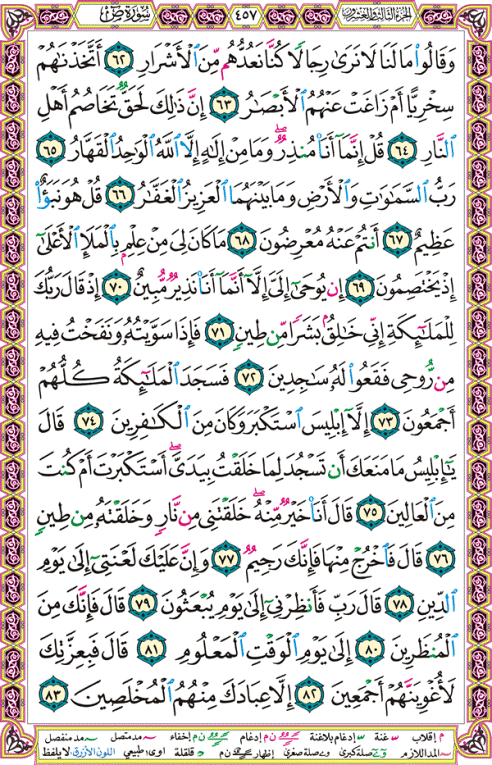 الجزء الثالث والعشرون ٤٥٧ سورة ص
وَقَالُوا۟ مَا لَنَا لَا نَرَىٰ رِجَالًا كُنَّا نَعُدُّهُم مِّنَ ٱلْأَشْرَارِ ٦٢ أَتَّخَذْنَٰهُمْ
سِخْرِيًّا أَمْ زَاغَتْ عَنْهُمُ ٱلْأَبْصَٰرُ ٦٣ إِنَّ ذَٰلِكَ لَحَقٌّ تَخَاصُمُ أَهْلِ
ٱلنَّارِ ٦٤ قُلْ إِنَّمَآ أَنَا۠ مُنذِرٌ ۖ وَمَا مِنْ إِلَٰهٍ إِلَّا ٱللَّهُ ٱلْوَٰحِدُ ٱلْقَهَّارُ ٦٥
رَبُّ ٱلسَّمَٰوَٰتِ وَٱلْأَرْضِ وَمَا بَيْنَهُمَا ٱلْعَزِيزُ ٱلْغَفَّٰرُ ٦٦ قُلْ هُوَ نَبَؤٌا۟
عَظِيمٌ ٦٧ أَنتُمْ عَنْهُ مُعْرِضُونَ ٦٨ مَا كَانَ لِىَ مِنْ عِلْمٍۭ بِٱلْمَلَإِ ٱلْأَعْلَىٰٓ
إِذْ يَخْتَصِمُونَ ٦٩ إِن يُوحَىٰٓ إِلَىَّ إِلَّآ أَنَّمَآ أَنَا۠ نَذِيرٌ مُّبِينٌ ٧٠ إِذْ قَالَ رَبُّكَ
لِلْمَلَٰٓئِكَةِ إِنِّى خَٰلِقٌۢ بَشَرًا مِّن طِينٍ ٧١ فَإِذَا سَوَّيْتُهُۥ وَنَفَخْتُ فِيهِ
مِن رُّوحِى فَقَعُوا۟ لَهُۥ سَٰجِدِينَ ٧٢ فَسَجَدَ ٱلْمَلَٰٓئِكَةُ كُلُّهُمْ
أَجْمَعُونَ ٧٣ إِلَّآ إِبْلِيسَ ٱسْتَكْبَرَ وَكَانَ مِنَ ٱلْكَٰفِرِينَ ٧٤ قَالَ
يَٰٓإِبْلِيسُ مَا مَنَعَكَ أَن تَسْجُدَ لِمَا خَلَقْتُ بِيَدَىَّ ۖ أَسْتَكْبَرْتَ أَمْ كُنتَ
مِنَ ٱلْعَالِينَ ٧٥ قَالَ أَنَا۠ خَيْرٌ مِّنْهُ ۖ خَلَقْتَنِى مِن نَّارٍ وَخَلَقْتَهُۥ مِن طِينٍ
٧٦ قَالَ فَٱخْرُجْ مِنْهَا فَإِنَّكَ رَجِيمٌ ٧٧ وَإِنَّ عَلَيْكَ لَعْنَتِىٓ إِلَىٰ يَوْمِ
ٱلدِّينِ ٧٨ قَالَ رَبِّ فَأَنظِرْنِىٓ إِلَىٰ يَوْمِ يُبْعَثُونَ ٧٩ قَالَ فَإِنَّكَ مِنَ
ٱلْمُنظَرِينَ ٨٠ إِلَىٰ يَوْمِ ٱلْوَقْتِ ٱلْمَعْلُومِ ٨١ قَالَ فَبِعِزَّتِكَ
لَأُغْوِيَنَّهُمْ أَجْمَعِينَ ٨٢ إِلَّا عِبَادَكَ مِنْهُمُ ٱلْمُخْلَصِينَ ٨٣
م إقلاب غنة إدغام بلاغنة ن م إدغام ن م إخفاء مد متصل مد منفصل
المد اللازم صلة كبرى صلة صغرى إظهار ن م قلقلة اوى: طبيعي اللون الأزرق: لا يلفظ